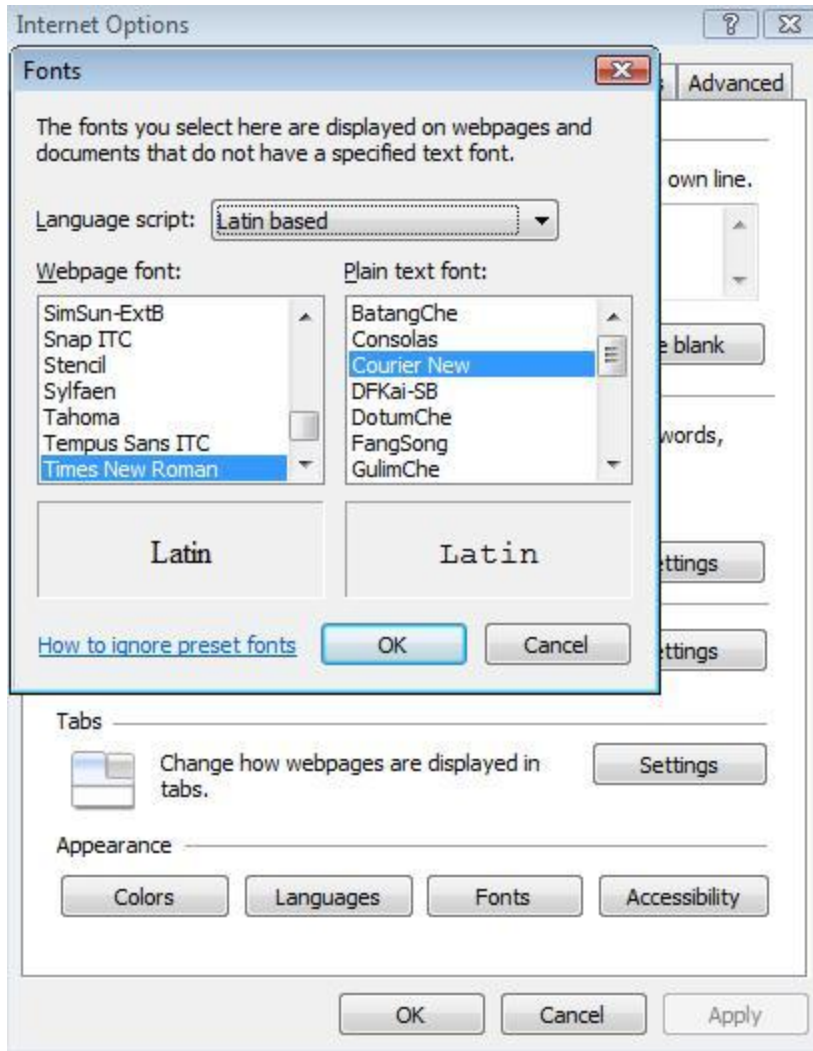 Internet Options
Fonts
Advanced
The fonts you select here are displayed on webpages and
documents that do not have a specified text font.
own line.
Language script: Latin based
Webpage font:
Plain text font:
SimSun-ExtB
Snap ITC
Stencil
Sylfaen
Tahoma
Tempus Sans ITC
Times New Roman
BatangChe
Consolas
Courier New
DFKai-SB
DotumChe
FangSong
GulimChe
blank
words,
Latin
Latin
ttings
How to ignore preset fonts
OK
Cancel
ttings
Tabs
Change how webpages are displayed in
tabs.
Settings
Appearance
Colors
Languages
Fonts
Accessibility
OK
Cancel
Apply